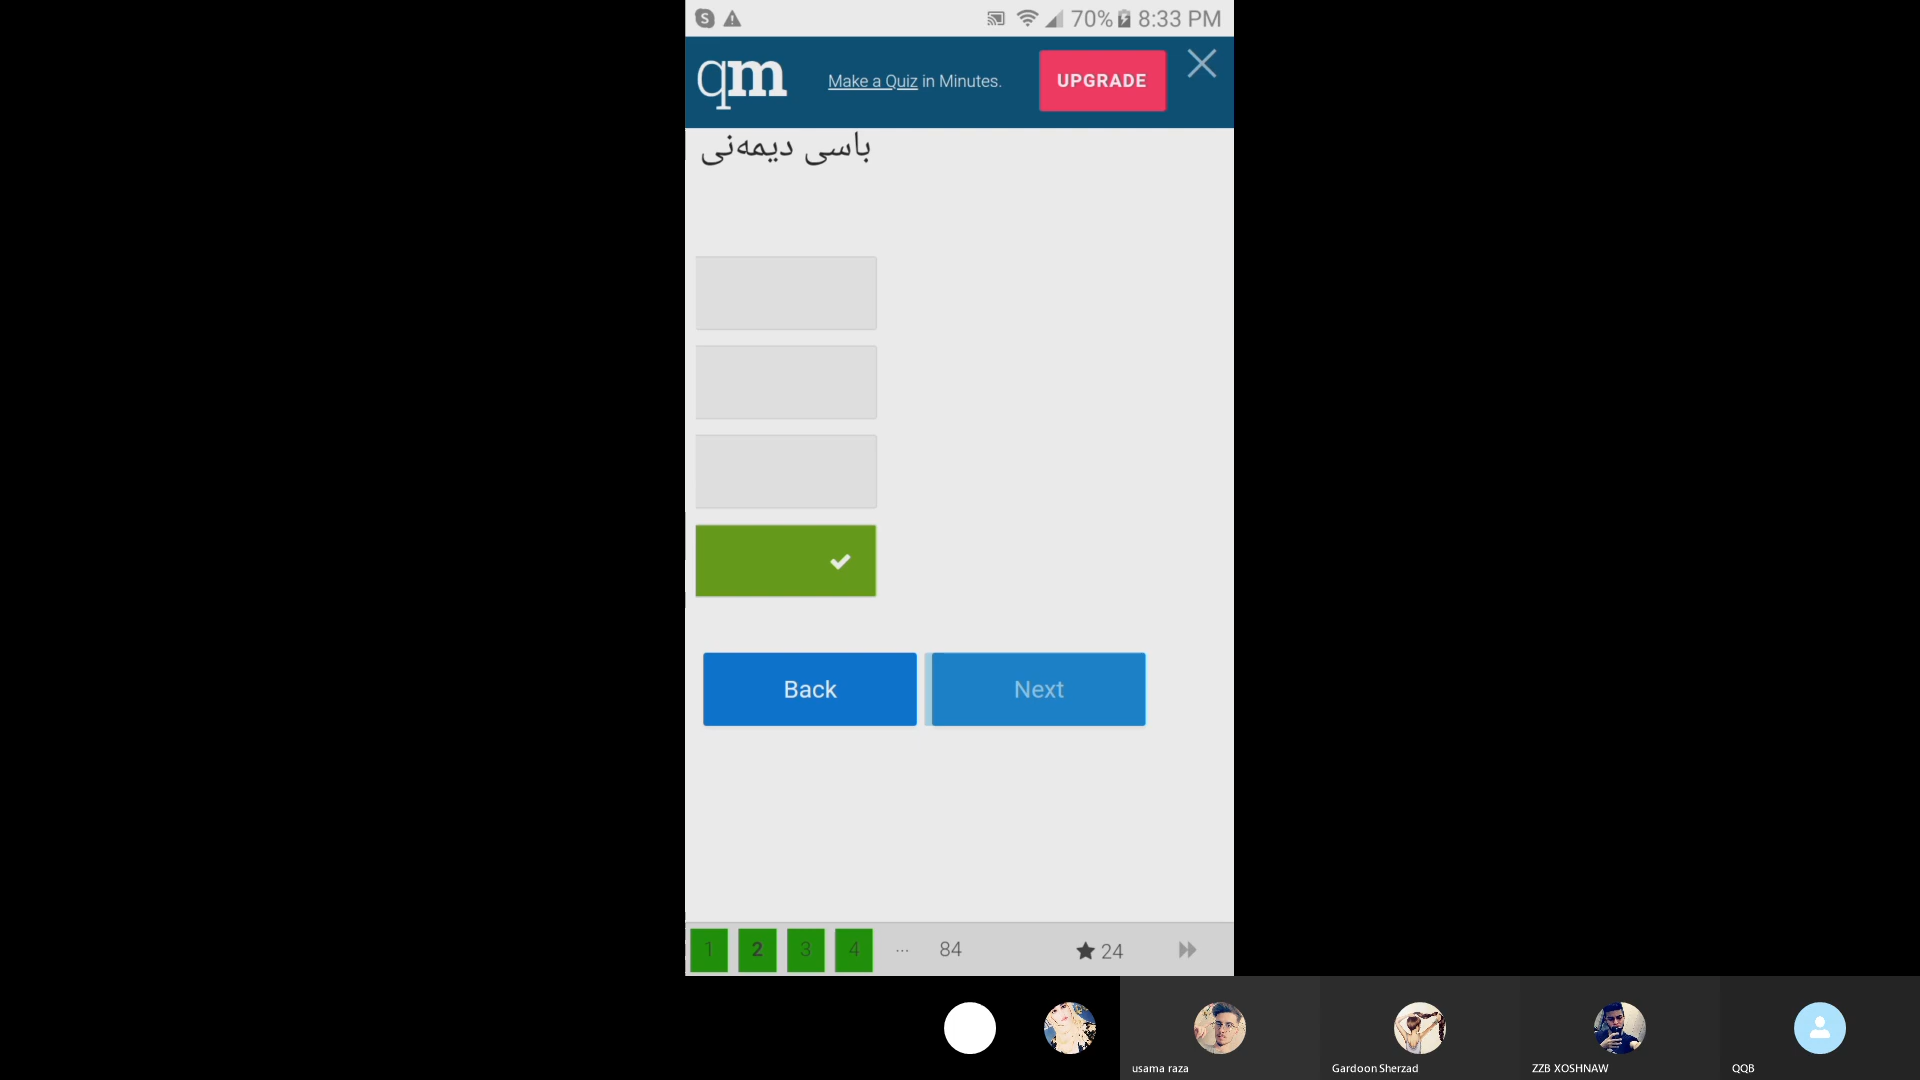 70% 8:33 PM
qm
Make a Quiz in Minutes.
UPGRADE
باسی دیمەنی
Back
Next
1 2 3 4 ... 84
24
usama raza
Gardoon Sherzad
ZZB XOSHNAW
QQB